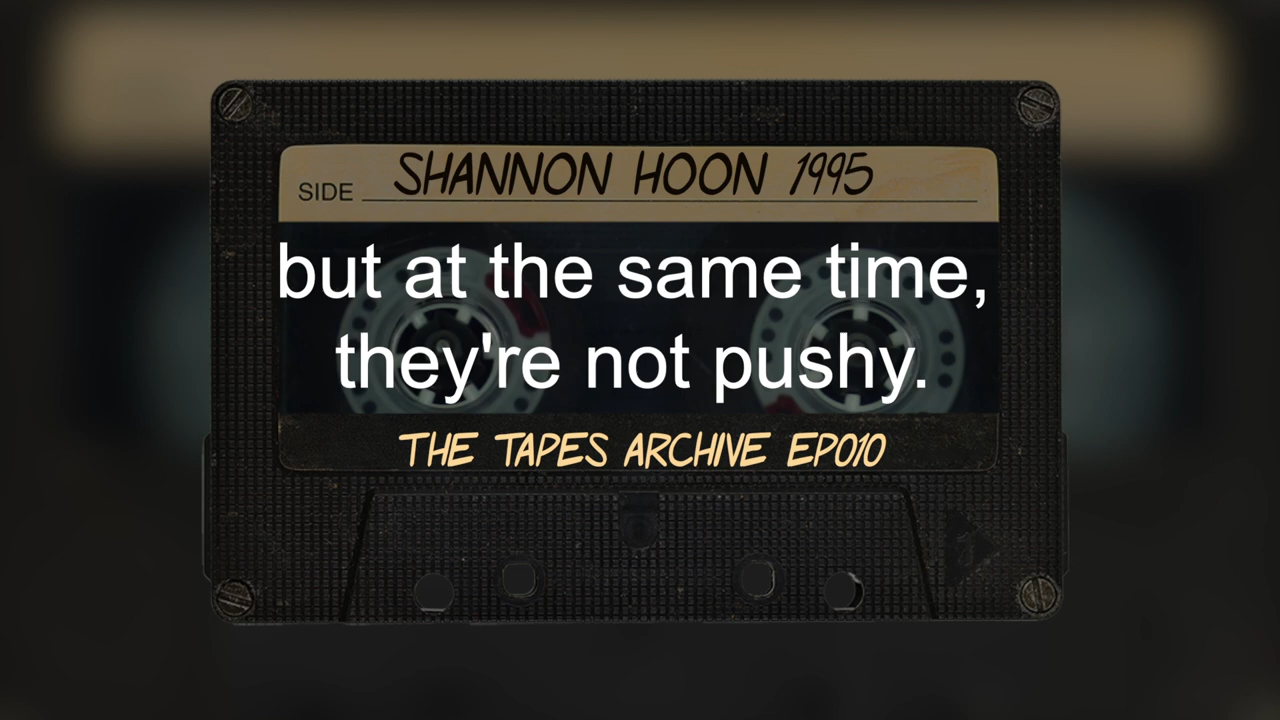 SHANNON HOON 1995
SIDE
but at the same time,
they're not pushy.
THE TAPES ARCHIVE EP010